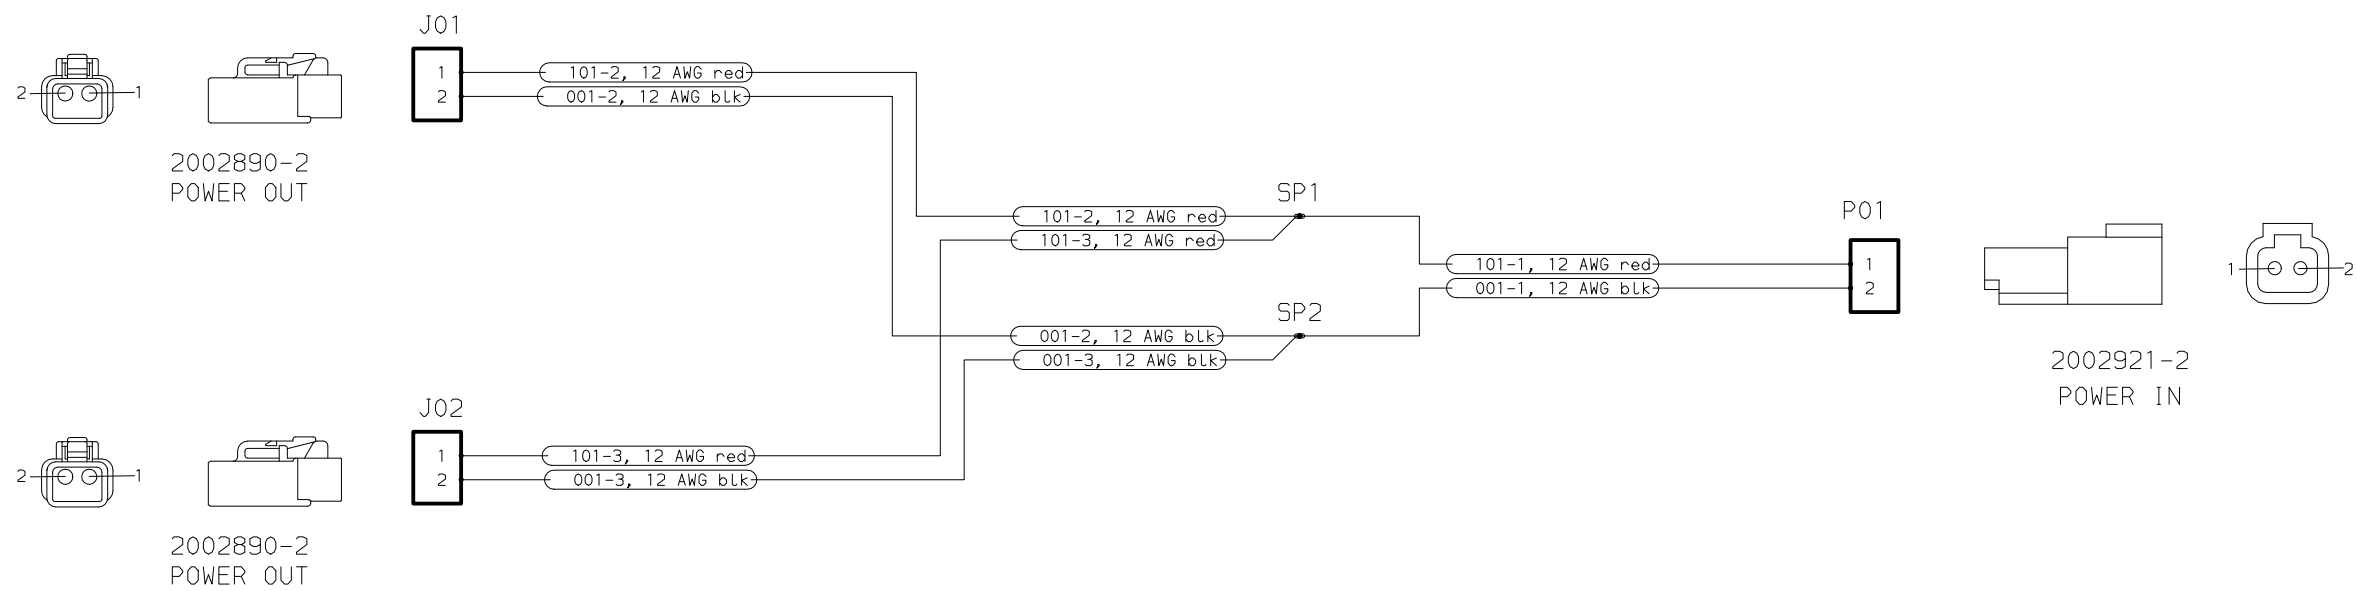 J01
1
2
101-2, 12 AWG red
001-2, 12 AWG blk
2
1
2002890-2
POWER OUT
SP1
101-2, 12 AWG red
101-3, 12 AWG red
P01
1
2
101-1, 12 AWG red
001-1, 12 AWG blk
1
2
SP2
001-2, 12 AWG blk
001-3, 12 AWG blk
2002921-2
POWER IN
J02
1
2
101-3, 12 AWG red
001-3, 12 AWG blk
2
1
2002890-2
POWER OUT